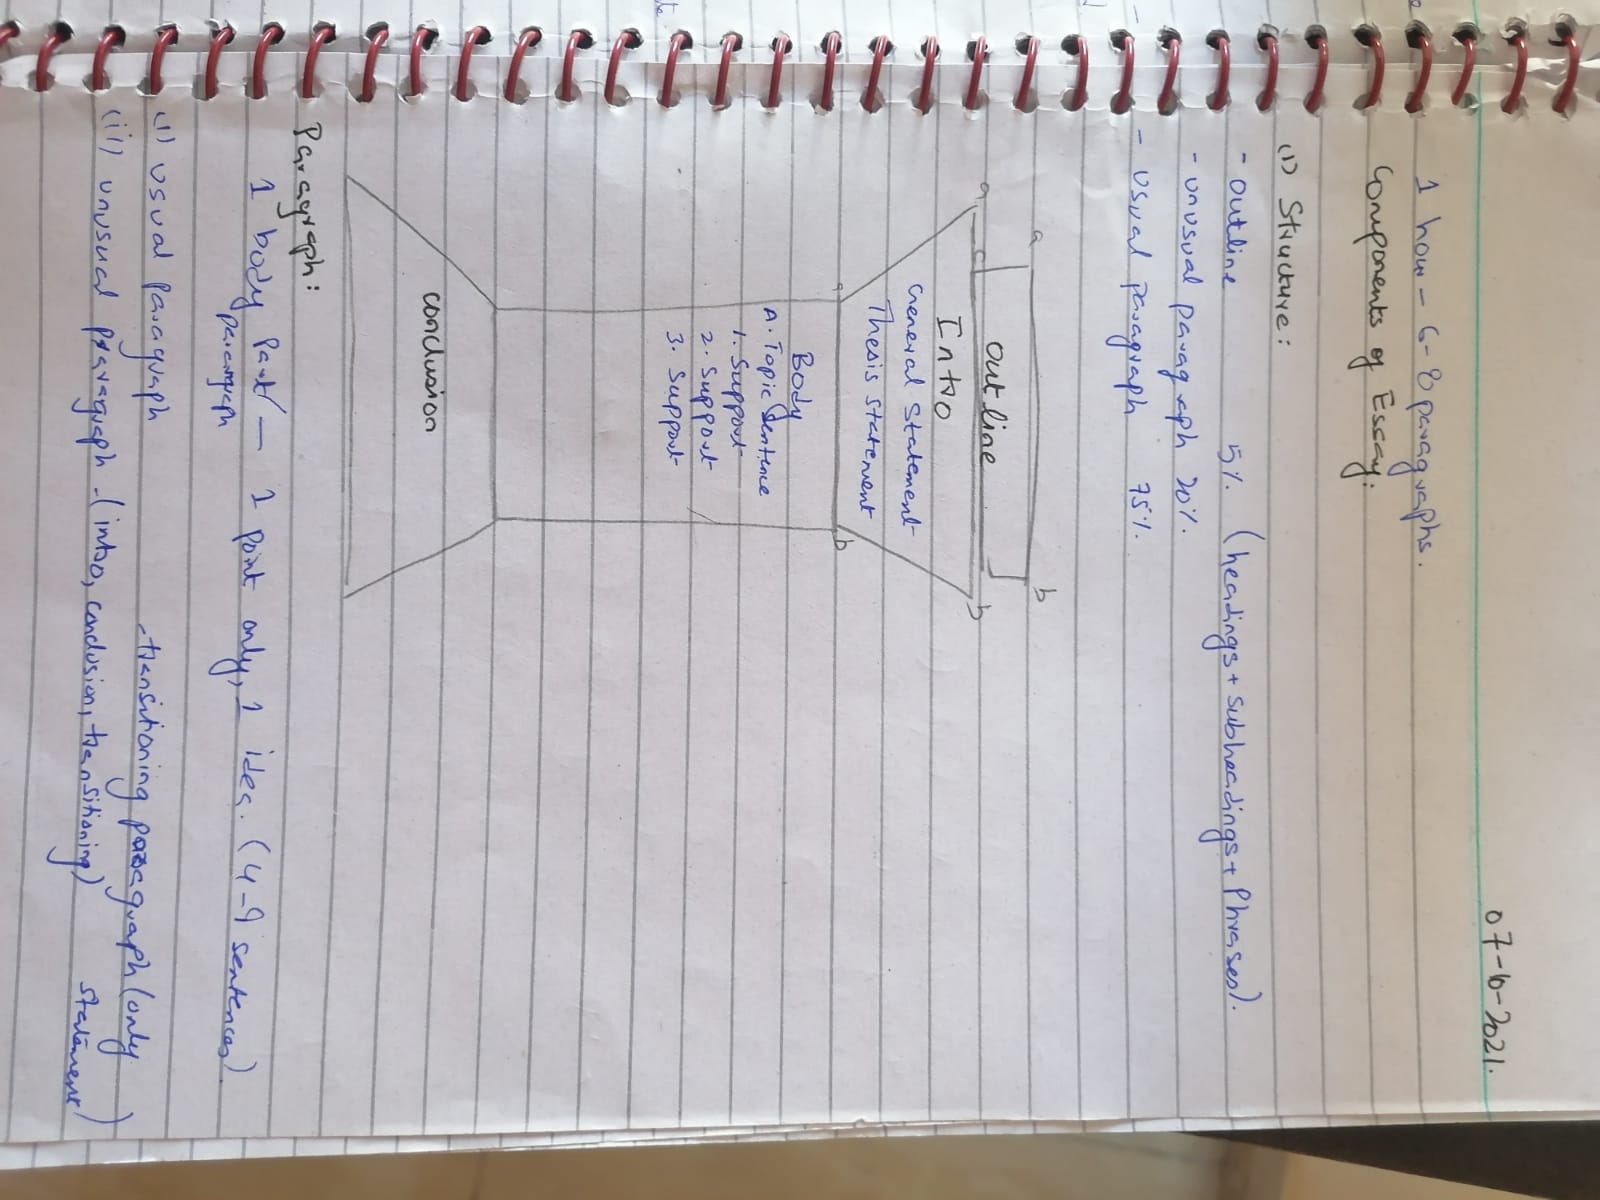 07-10-2021.
1 hour - 6-8 paragraphs.
Components of Essay:
(1) Structure:
- outline 5%. (headings + Subheadings + Phrases).
- unusual paragraph 20%.
- usual paragraph 75%.
a b
outline
a c b
Intro
General Statement
Thesis statement
a b
Body
A. Topic Sentence
1. Support
2. Support
3. Support
conclusion
Paragraph:
1 body Part/ — 1 point only, 1 idea. (4-9 sentences).
paragraph
(i) usual paragraph
transitioning paragraph (only
(ii) unusual paragraph - (intro, conclusion, transitioning)
statement)